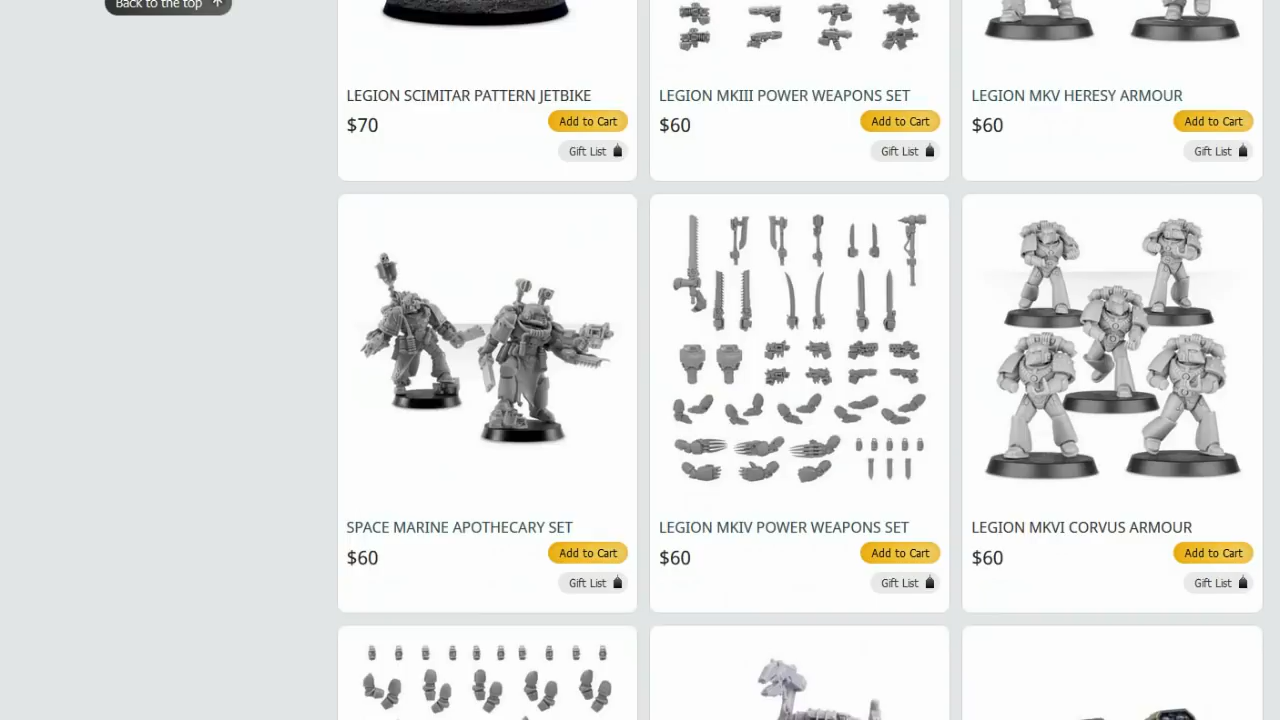 Back to the top
LEGION SCIMITAR PATTERN JETBIKE
$70
Add to Cart
Gift List
LEGION MKIII POWER WEAPONS SET
$60
Add to Cart
Gift List
LEGION MKV HERESY ARMOUR
$60
Add to Cart
Gift List
SPACE MARINE APOTHECARY SET
$60
Add to Cart
Gift List
LEGION MKIV POWER WEAPONS SET
$60
Add to Cart
Gift List
LEGION MKVI CORVUS ARMOUR
$60
Add to Cart
Gift List